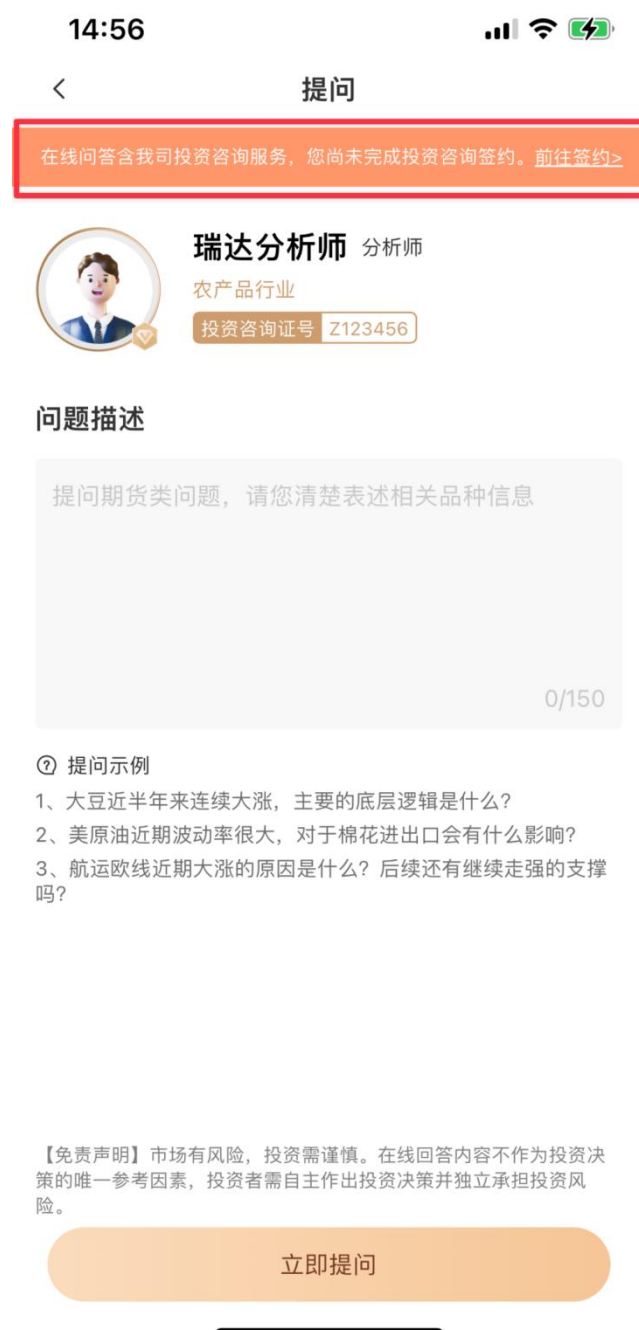 14:56
提问
在线问答含我司投资咨询服务，您尚未完成投资咨询签约。前往签约>
瑞达分析师 分析师
农产品行业
投资咨询证号 Z123456
问题描述
提问期货类问题，请您清楚表述相关品种信息
0/150
提问示例
1、大豆近半年来连续大涨，主要的底层逻辑是什么？
2、美原油近期波动率很大，对于棉花进出口会有什么影响？
3、航运欧线近期大涨的原因是什么？后续还有继续走强的支撑
吗？
【免责声明】市场有风险，投资需谨慎。在线回答内容不作为投资决
策的唯一参考因素，投资者需自主作出投资决策并独立承担投资风
险。
立即提问